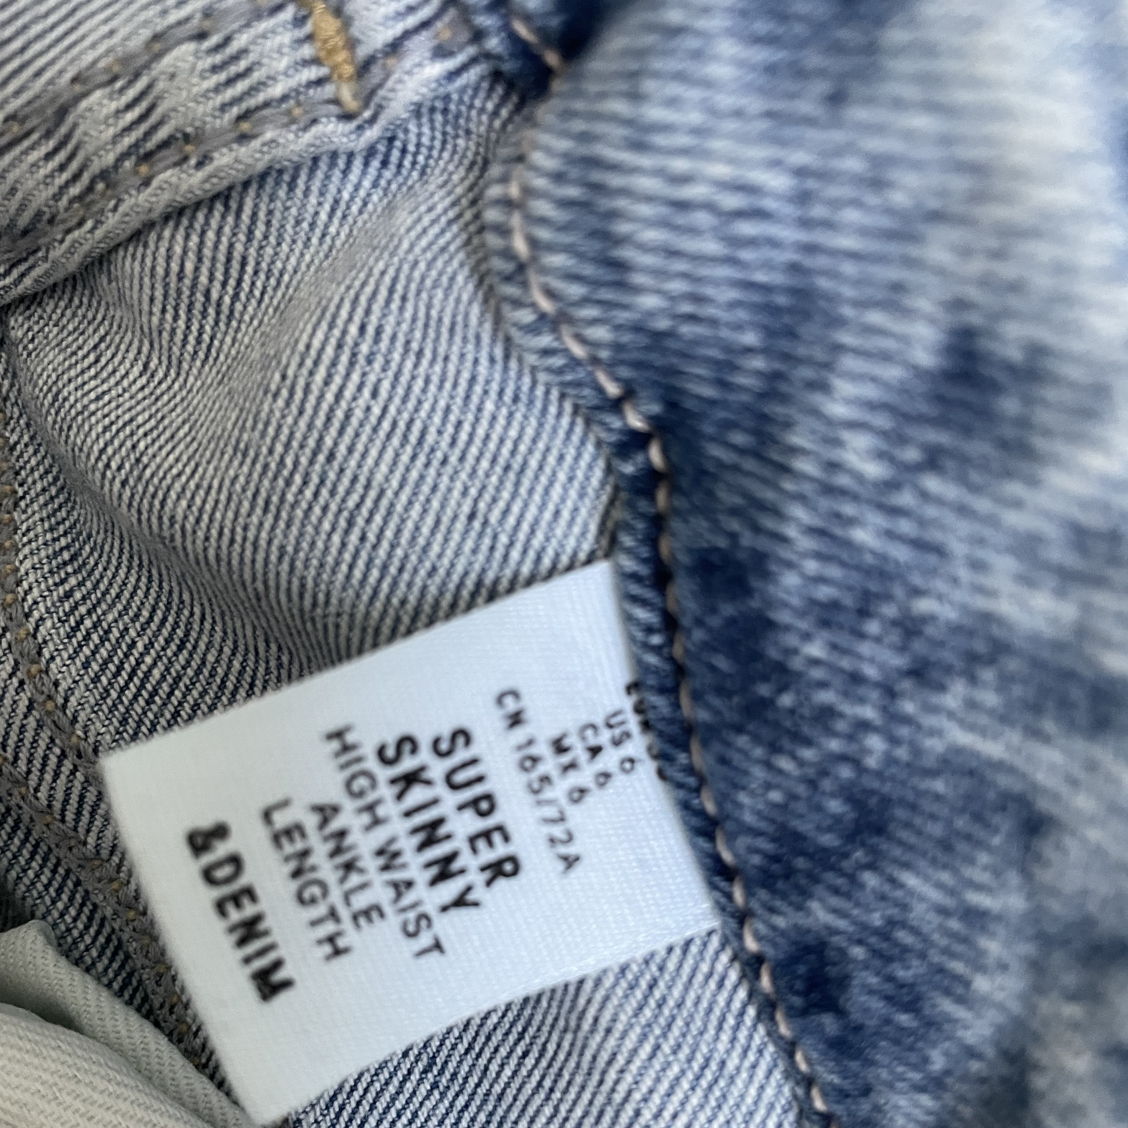 US 6
CA 6
MX 6
CN 165/72A
SUPER
SKINNY
HIGH WAIST
ANKLE
LENGTH
&DENIM